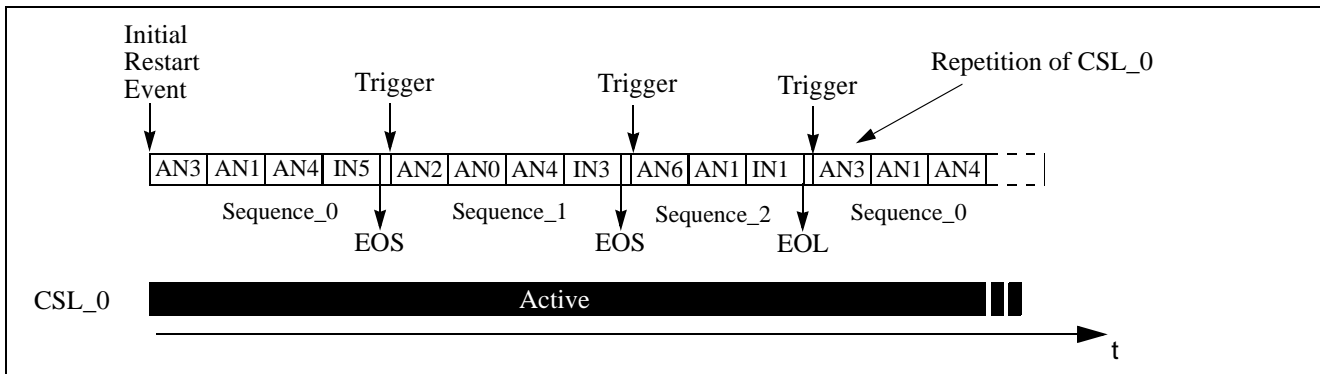 Initial
Restart
Event
Trigger
Trigger
Trigger
Repetition of CSL_0
AN3 AN1 AN4 IN5 AN2 AN0 AN4 IN3 AN6 AN1 IN1 AN3 AN1 AN4
Sequence_0 Sequence_1 Sequence_2 Sequence_0
EOS EOS EOL
CSL_0 Active
t